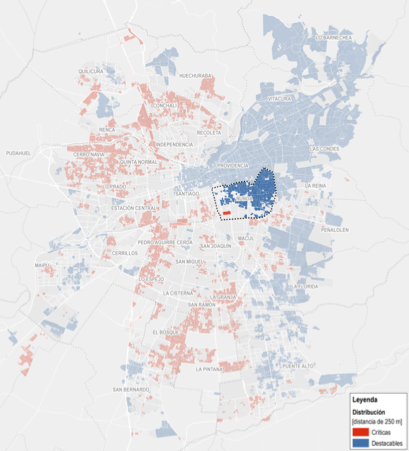 LO BARNECHEA
QUILICURA
HUECHURABA
VITACURA
CONCHALÍ
RENCA
RECOLETA
LAS CONDES
INDEPENDENCIA
PUDAHUEL
CERRO NAVIA
QUINTA NORMAL
PROVIDENCIA
LO PRADO
LA REINA
SANTIAGO
ESTACIÓN CENTRAL
PEÑALOLÉN
PEDRO AGUIRRE CERDA
MACUL
SAN JOAQUÍN
CERRILLOS
SAN MIGUEL
MAIPÚ
LO ESPEJO
LA FLORIDA
LA CISTERNA
LA GRANJA
SAN RAMÓN
EL BOSQUE
LA PINTANA
PUENTE ALTO
SAN BERNARDO
Leyenda
Distribución
[distancia de 250 m]
Críticas
Destacables